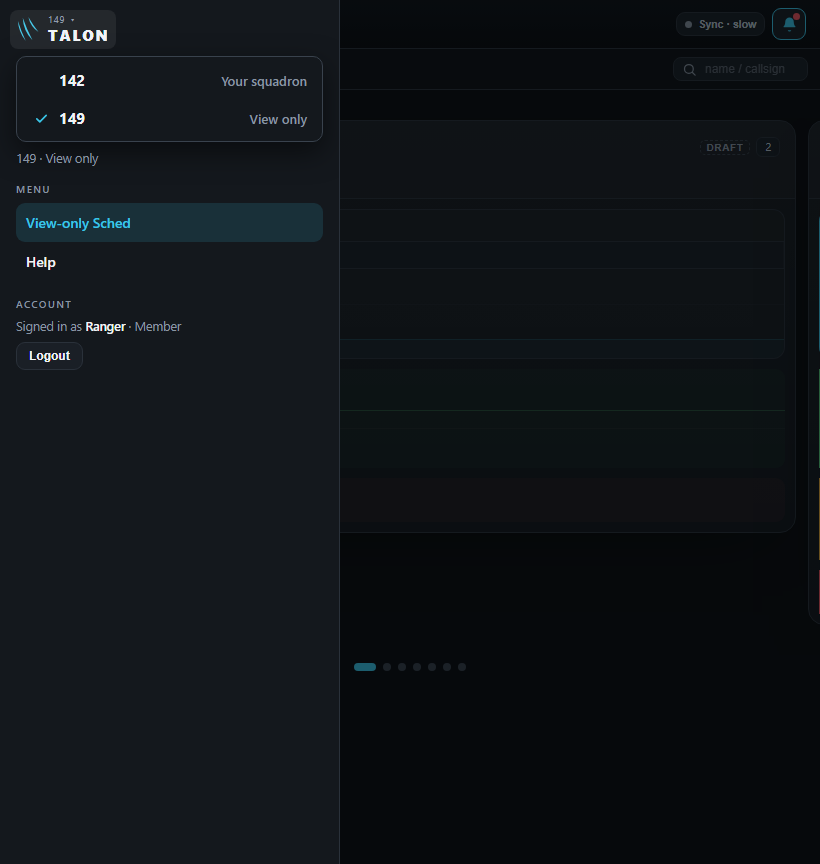 149
TALON
Sync · slow
142 Your squadron
149 View only
name / callsign
149 · View only
DRAFT 2
MENU
View-only Sched
Help
ACCOUNT
Signed in as Ranger · Member
Logout